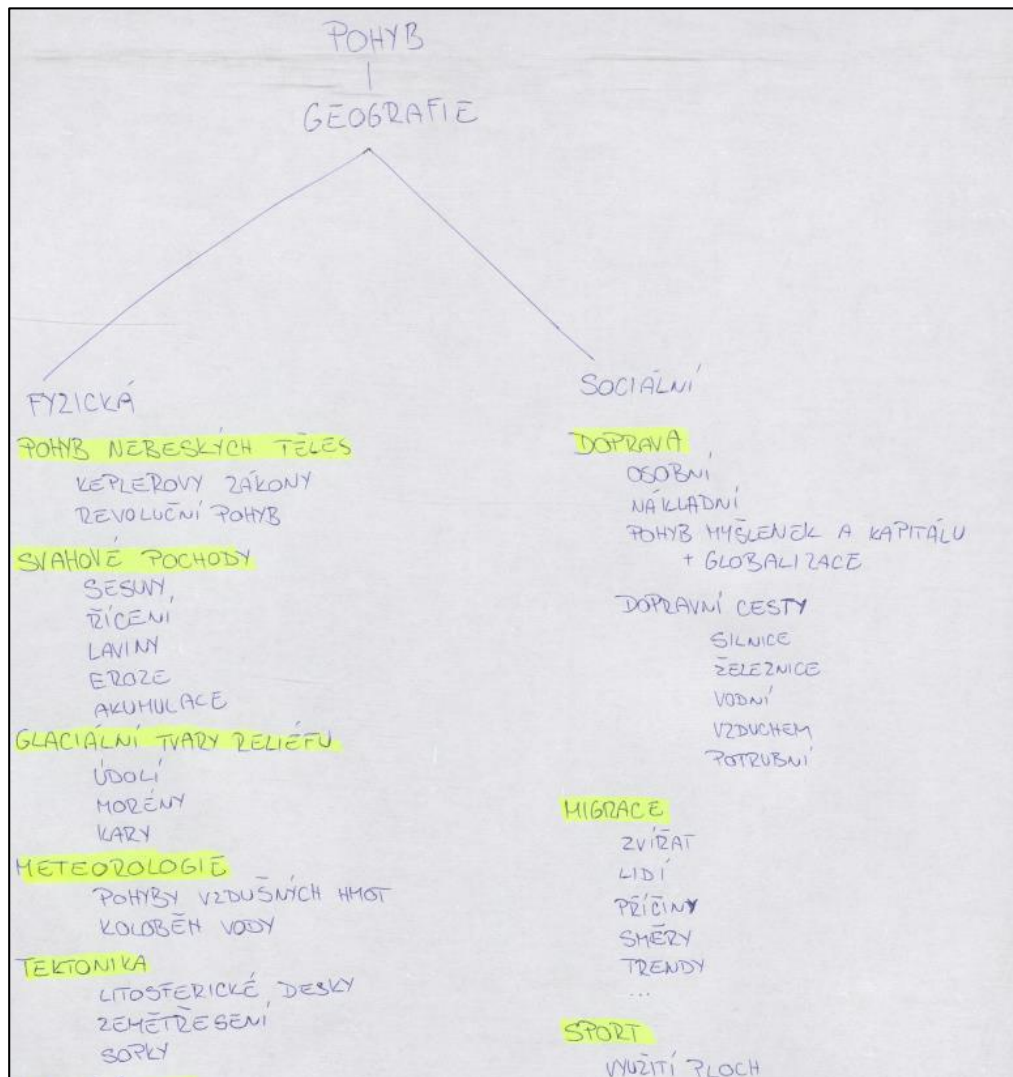 POHYB
GEOGRAFIE
FYZICKÁ
POHYB NEBESKÝCH TĚLES
KEPLEROVY ZÁKONY
REVOLUČNÍ POHYB
SVAHOVÉ POCHODY
SESUVY,
ŘÍCENÍ
LAVINY
EROZE
AKUMULACE
GLACIÁLNÍ TVARY RELIÉFU
ÚDOLÍ
MORÉNY
KARY
METEOROLOGIE
POHYBY VZDUŠNÝCH HMOT
KOLOBĚH VODY
TEKTONIKA
LITOSFERICKÉ DESKY
ZEMĚTŘESENÍ
SOPKY
SOCIÁLNÍ
DOPRAVA
OSOBNÍ
NÁKLADNÍ
POHYB MYŠLENEK A KAPITÁLU
+ GLOBALIZACE
DOPRAVNÍ CESTY
SILNICE
ŽELEZNICE
VODNÍ
VZDUCHEM
POTRUBNÍ
MIGRACE
ZVÍŘAT
LIDÍ
PŘÍČINY
SMĚRY
TRENDY
...
SPORT
VYUŽITÍ PLOCH